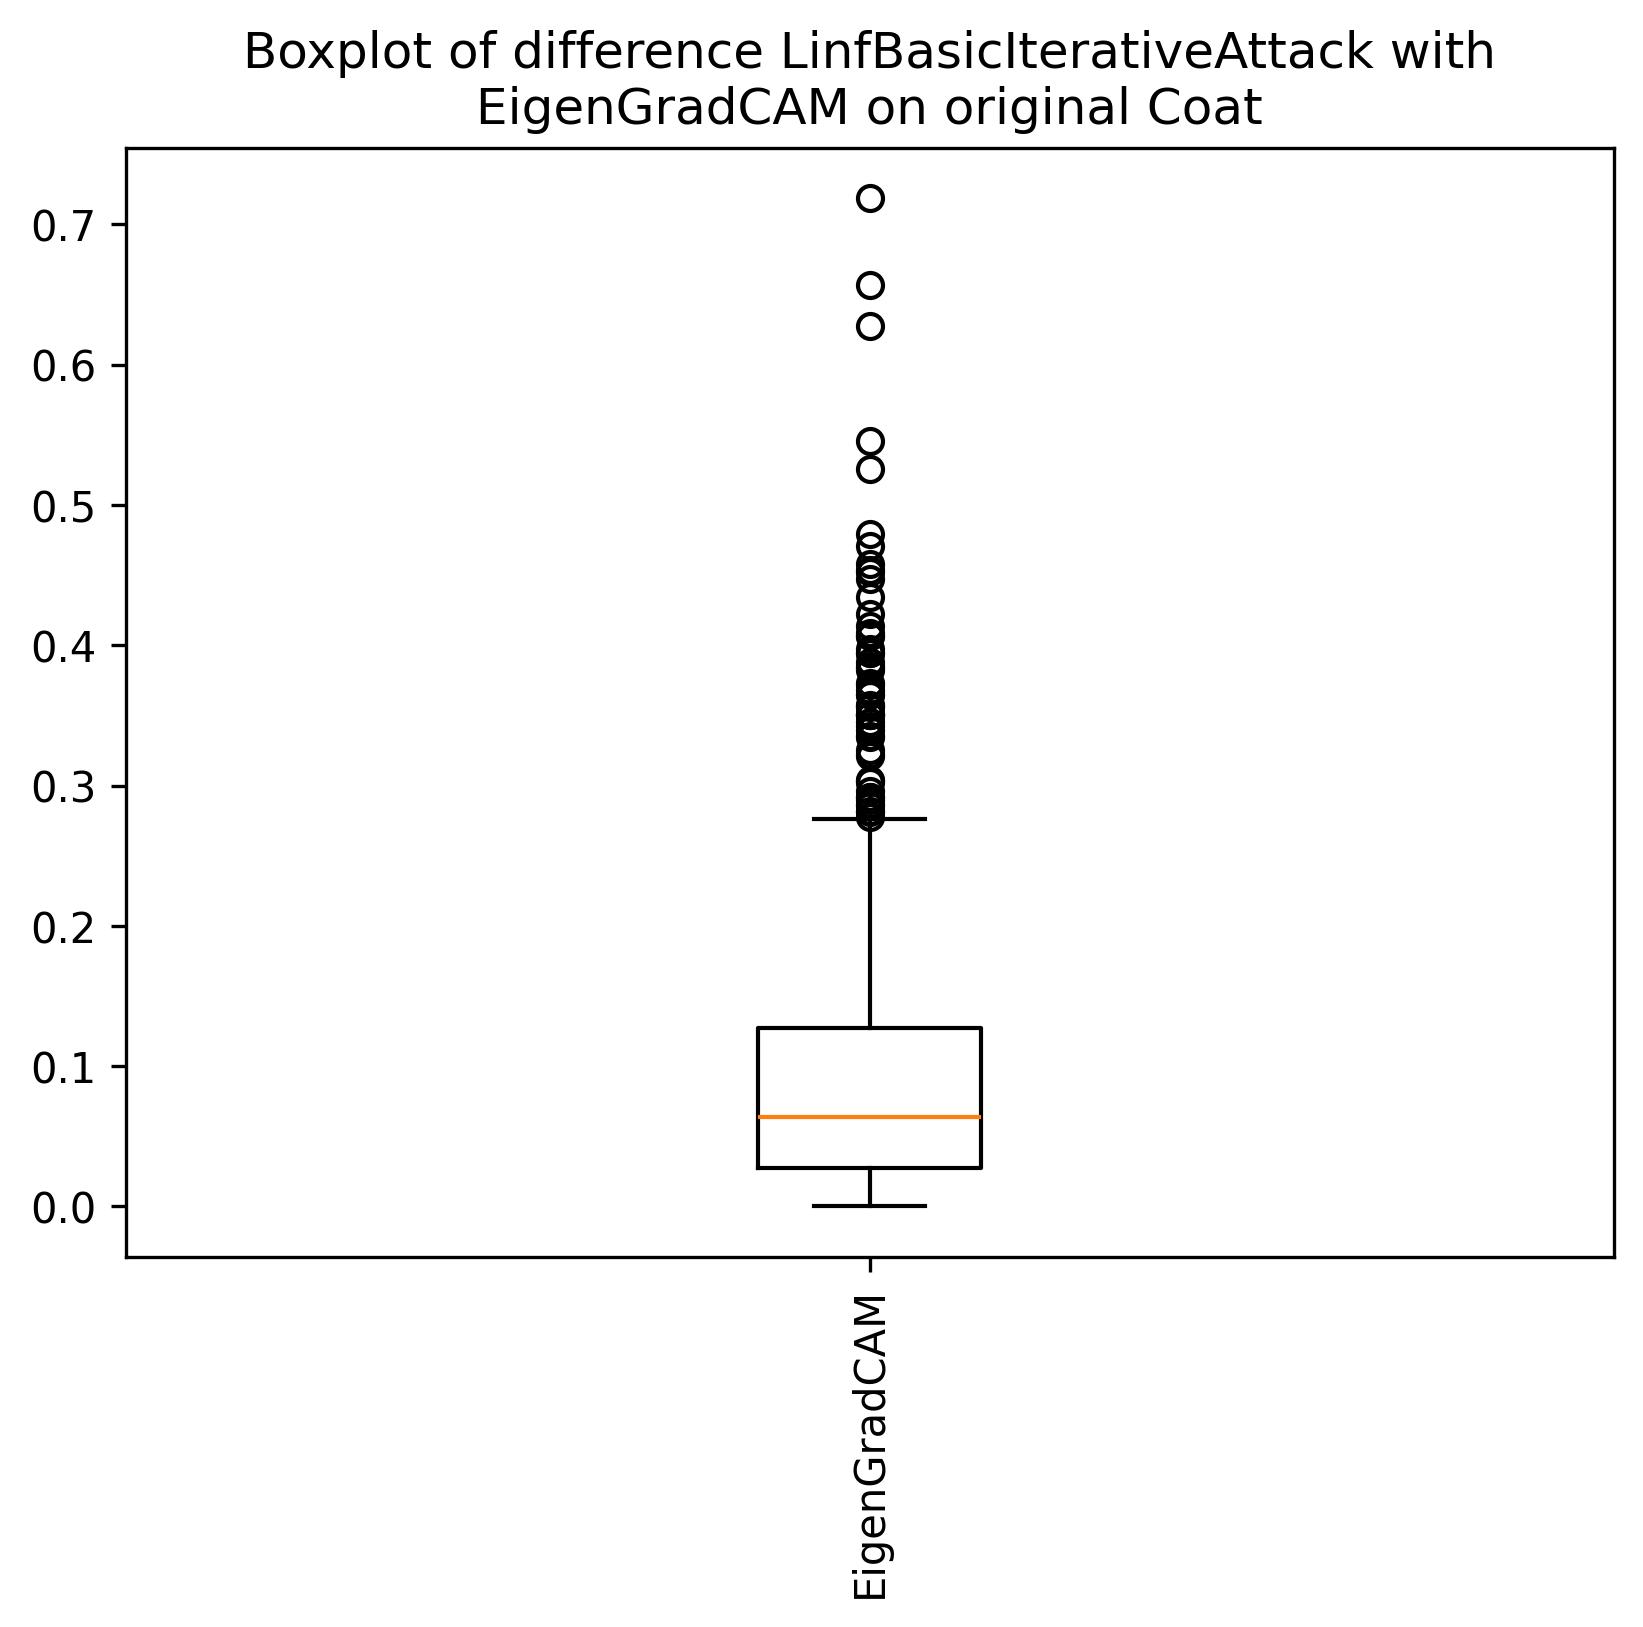 Boxplot of difference LinfBasicIterativeAttack with
EigenGradCAM on original Coat
0.7
0.6
0.5
0.4
0.3
0.2
0.1
0.0
EigenGradCAM